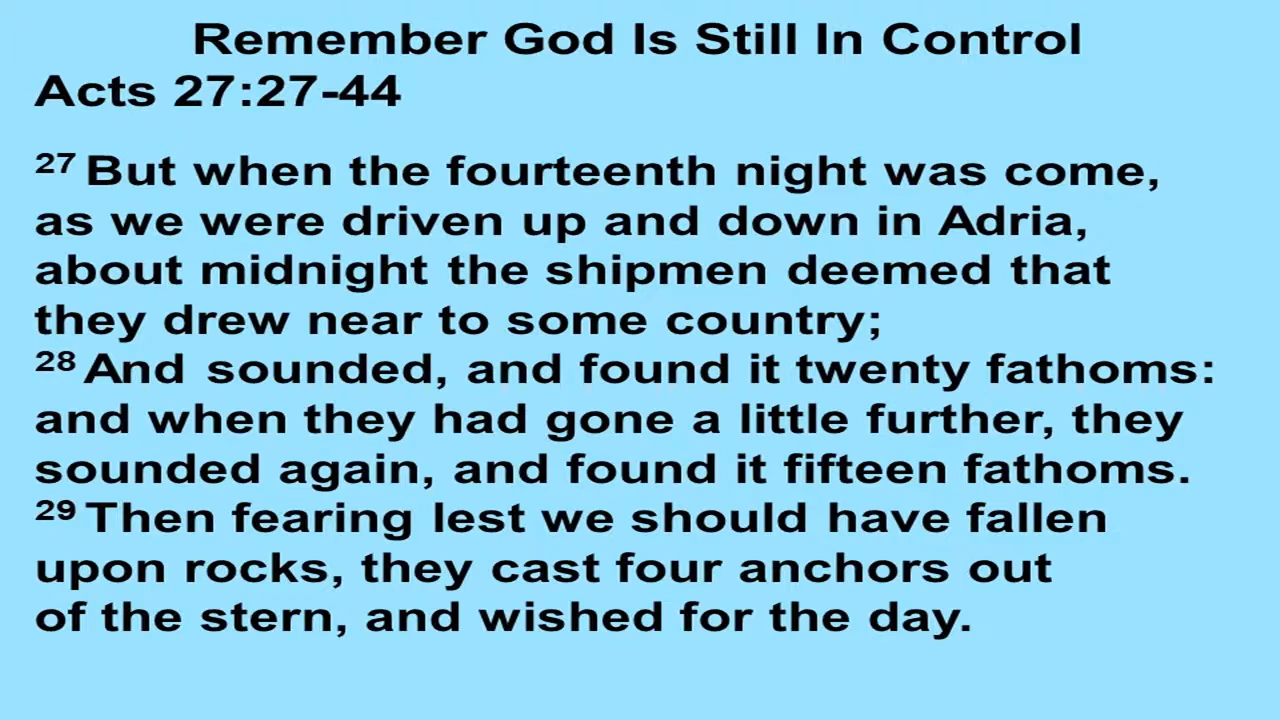 Remember God Is Still In Control
Acts 27:27-44
27 But when the fourteenth night was come,
as we were driven up and down in Adria,
about midnight the shipmen deemed that
they drew near to some country;
28 And sounded, and found it twenty fathoms:
and when they had gone a little further, they
sounded again, and found it fifteen fathoms.
29 Then fearing lest we should have fallen
upon rocks, they cast four anchors out
of the stern, and wished for the day.